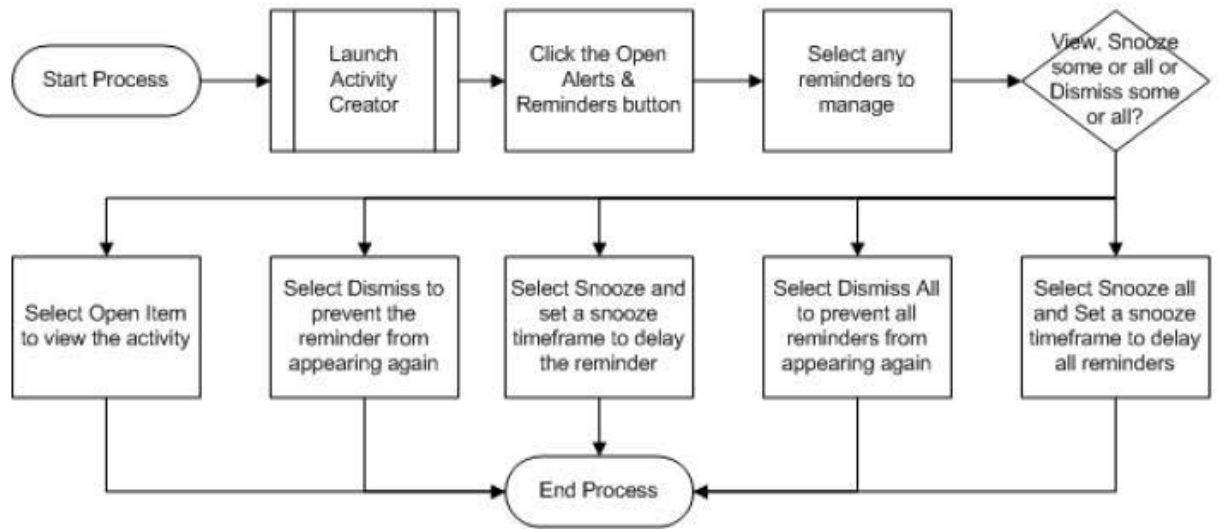 Start Process
Launch
Activity
Creator
Click the Open
Alerts &
Reminders button
Select any
reminders to
manage
View, Snooze
some or all or
Dismiss some
or all?
Select Open Item
to view the activity
Select Dismiss to
prevent the
reminder from
appearing again
Select Snooze and
set a snooze
timeframe to delay
the reminder
Select Dismiss All
to prevent all
reminders from
appearing again
Select Snooze all
and Set a snooze
timeframe to delay
all reminders
End Process